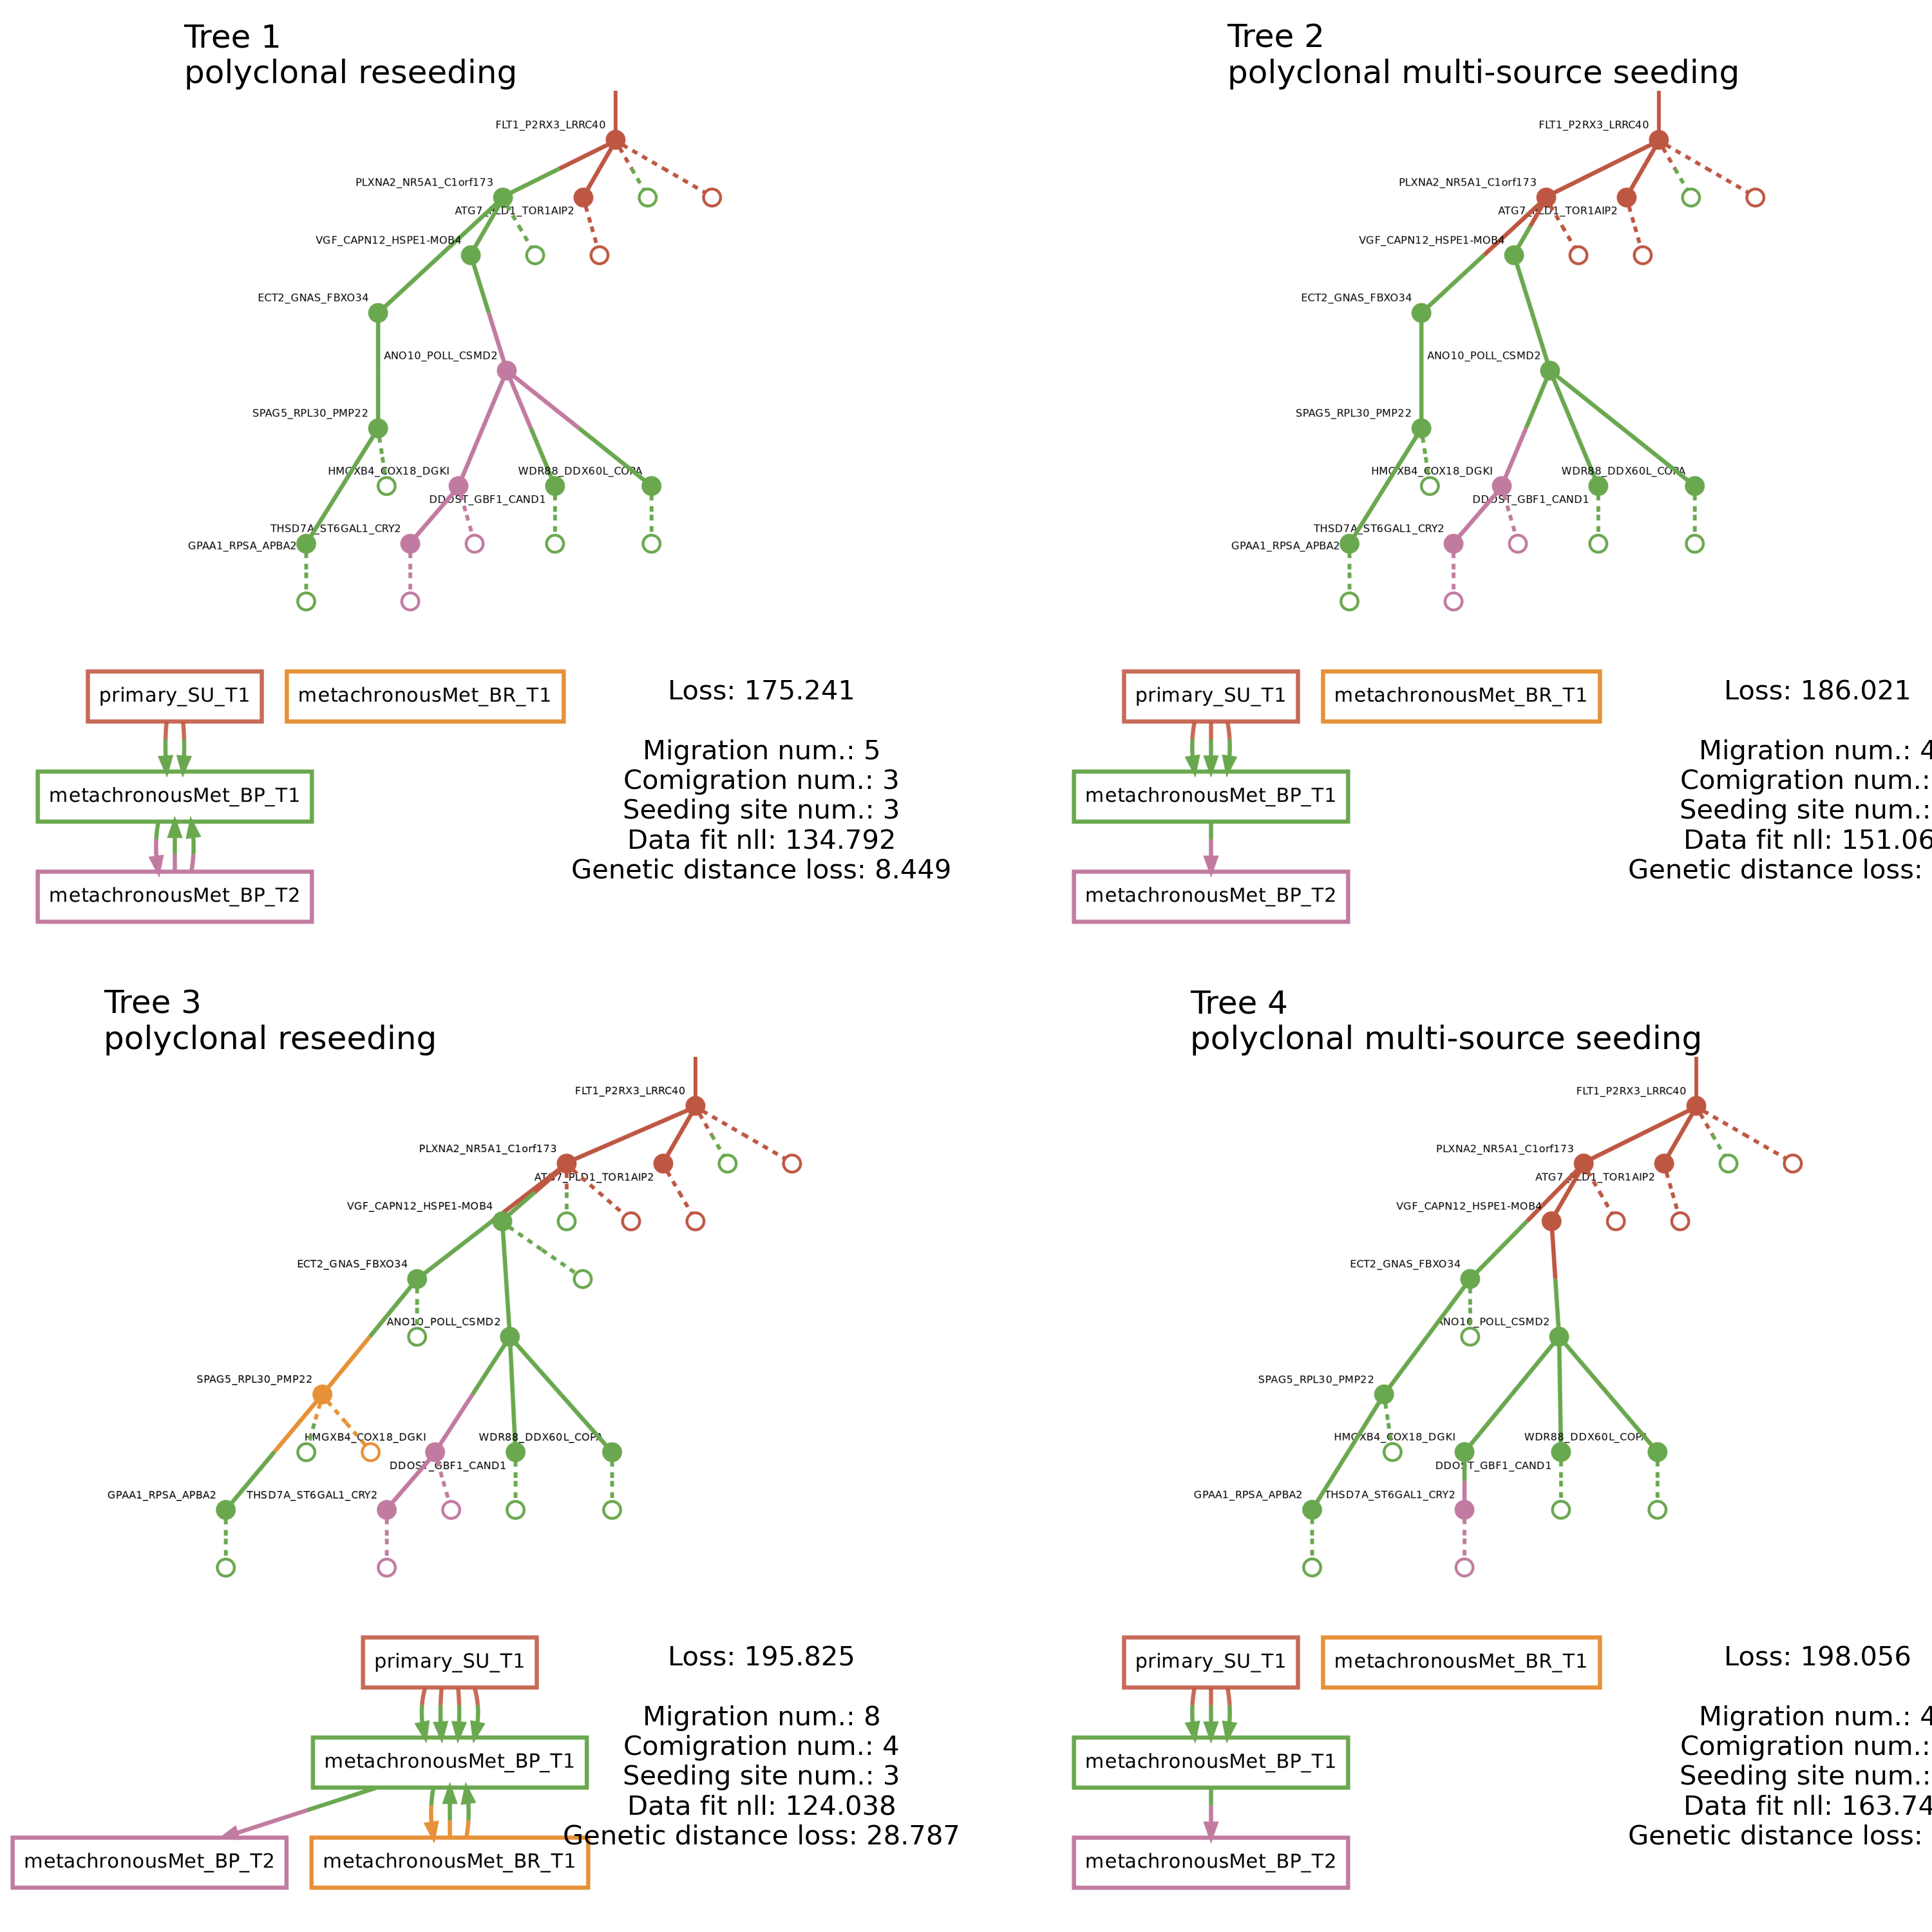 Tree 1
polyclonal reseeding
FLT1_P2RX3_LRRC40
PLXNA2_NR5A1_C1orf173
ATG7_PLD1_TOR1AIP2
VGF_CAPN12_HSPE1-MOB4
ECT2_GNAS_FBXO34
ANO10_POLL_CSMD2
SPAG5_RPL30_PMP22
HMGXB4_COX18_DGKI
WDR88_DDX60L_COPA
DDOST_GBF1_CAND1
THSD7A_ST6GAL1_CRY2
GPAA1_RPSA_APBA2
primary_SU_T1
metachronousMet_BR_T1
metachronousMet_BP_T1
metachronousMet_BP_T2
Loss: 175.241
Migration num.: 5
Comigration num.: 3
Seeding site num.: 3
Data fit nll: 134.792
Genetic distance loss: 8.449
Tree 2
polyclonal multi-source seeding
FLT1_P2RX3_LRRC40
PLXNA2_NR5A1_C1orf173
ATG7_PLD1_TOR1AIP2
VGF_CAPN12_HSPE1-MOB4
ECT2_GNAS_FBXO34
ANO10_POLL_CSMD2
SPAG5_RPL30_PMP22
HMGXB4_COX18_DGKI
WDR88_DDX60L_COPA
DDOST_GBF1_CAND1
THSD7A_ST6GAL1_CRY2
GPAA1_RPSA_APBA2
primary_SU_T1
metachronousMet_BR_T1
metachronousMet_BP_T1
metachronousMet_BP_T2
Loss: 186.021
Migration num.: 4
Comigration num.:
Seeding site num.:
Data fit nll: 151.06
Genetic distance loss:
Tree 3
polyclonal reseeding
FLT1_P2RX3_LRRC40
PLXNA2_NR5A1_C1orf173
ATG7_PLD1_TOR1AIP2
VGF_CAPN12_HSPE1-MOB4
ECT2_GNAS_FBXO34
ANO10_POLL_CSMD2
SPAG5_RPL30_PMP22
HMGXB4_COX18_DGKI
WDR88_DDX60L_COPA
DDOST_GBF1_CAND1
GPAA1_RPSA_APBA2
THSD7A_ST6GAL1_CRY2
primary_SU_T1
metachronousMet_BP_T1
metachronousMet_BP_T2
metachronousMet_BR_T1
Loss: 195.825
Migration num.: 8
Comigration num.: 4
Seeding site num.: 3
Data fit nll: 124.038
Genetic distance loss: 28.787
Tree 4
polyclonal multi-source seeding
FLT1_P2RX3_LRRC40
PLXNA2_NR5A1_C1orf173
ATG7_PLD1_TOR1AIP2
VGF_CAPN12_HSPE1-MOB4
ECT2_GNAS_FBXO34
ANO10_POLL_CSMD2
SPAG5_RPL30_PMP22
HMGXB4_COX18_DGKI
WDR88_DDX60L_COPA
DDOST_GBF1_CAND1
GPAA1_RPSA_APBA2
THSD7A_ST6GAL1_CRY2
primary_SU_T1
metachronousMet_BR_T1
metachronousMet_BP_T1
metachronousMet_BP_T2
Loss: 198.056
Migration num.: 4
Comigration num.:
Seeding site num.:
Data fit nll: 163.74
Genetic distance loss: